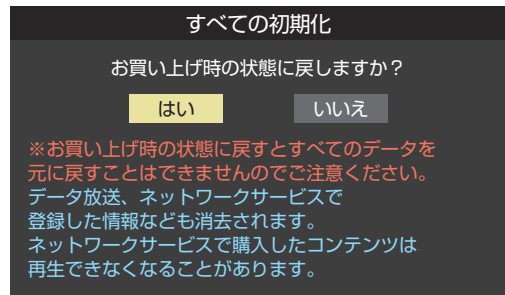 すべての初期化
お買い上げ時の状態に戻しますか？
はい いいえ
※お買い上げ時の状態に戻すとすべてのデータを
元に戻すことはできませんのでご注意ください。
データ放送、ネットワークサービスで
登録した情報なども消去されます。
ネットワークサービスで購入したコンテンツは
再生できなくなることがあります。